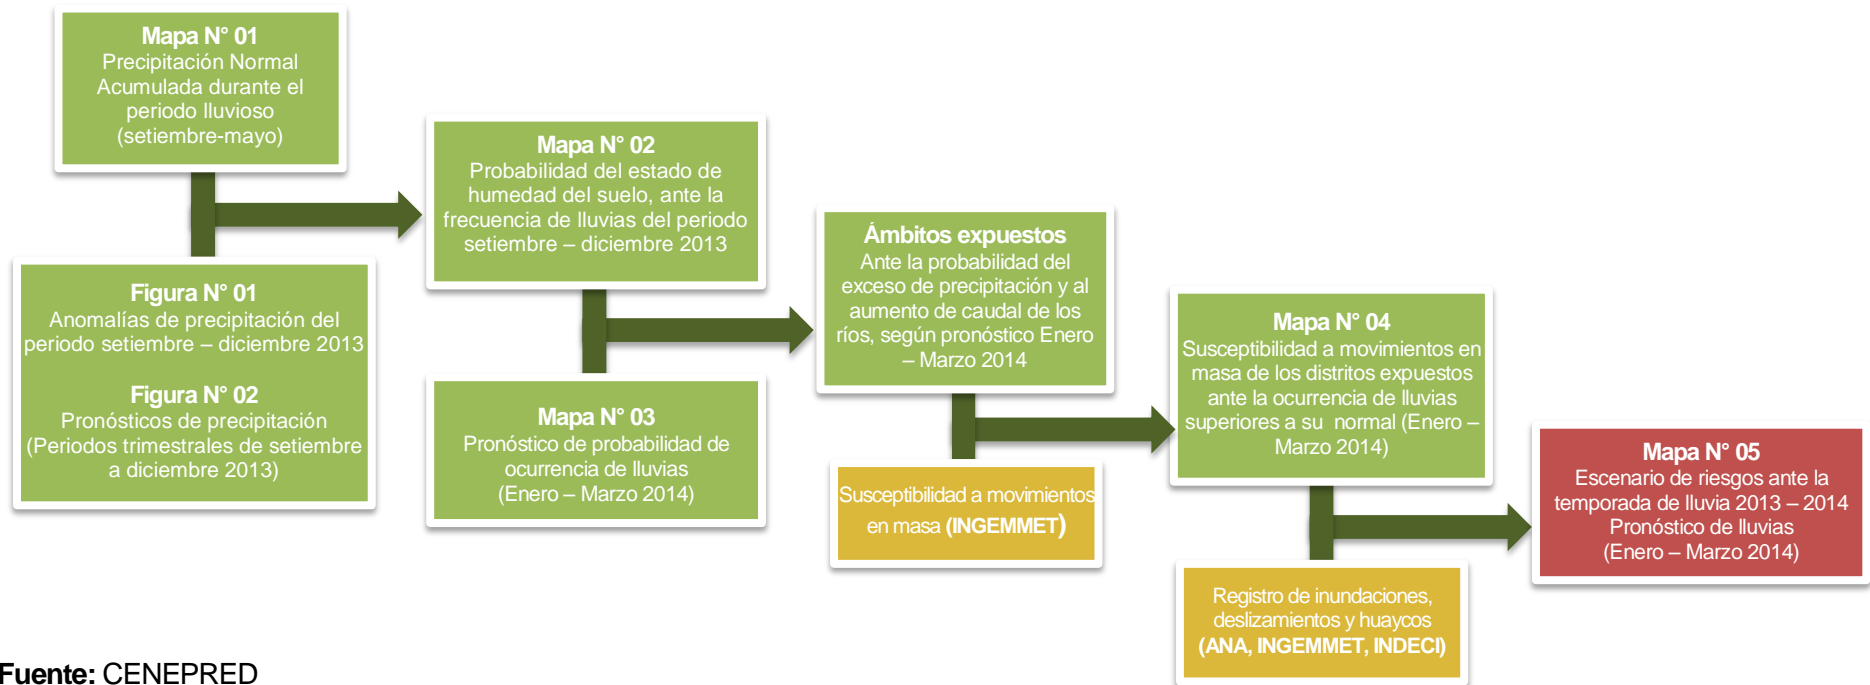 Mapa N° 01
Precipitación Normal
Acumulada durante el
periodo lluvioso
(setiembre-mayo)
Figura N° 01
Anomalías de precipitación del
periodo setiembre – diciembre 2013
Figura N° 02
Pronósticos de precipitación
(Periodos trimestrales de setiembre
a diciembre 2013)
Mapa N° 02
Probabilidad del estado de
humedad del suelo, ante la
frecuencia de lluvias del periodo
setiembre – diciembre 2013
Mapa N° 03
Pronóstico de probabilidad de
ocurrencia de lluvias
(Enero – Marzo 2014)
Ámbitos expuestos
Ante la probabilidad del
exceso de precipitación y al
aumento de caudal de los
ríos, según pronóstico Enero
– Marzo 2014
Susceptibilidad a movimientos
en masa (INGEMMET)
Mapa N° 04
Susceptibilidad a movimientos en
masa de los distritos expuestos
ante la ocurrencia de lluvias
superiores a su normal (Enero –
Marzo 2014)
Registro de inundaciones,
deslizamientos y huaycos
(ANA, INGEMMET, INDECI)
Mapa N° 05
Escenario de riesgos ante la
temporada de lluvia 2013 – 2014
Pronóstico de lluvias
(Enero – Marzo 2014)
Fuente: CENEPRED